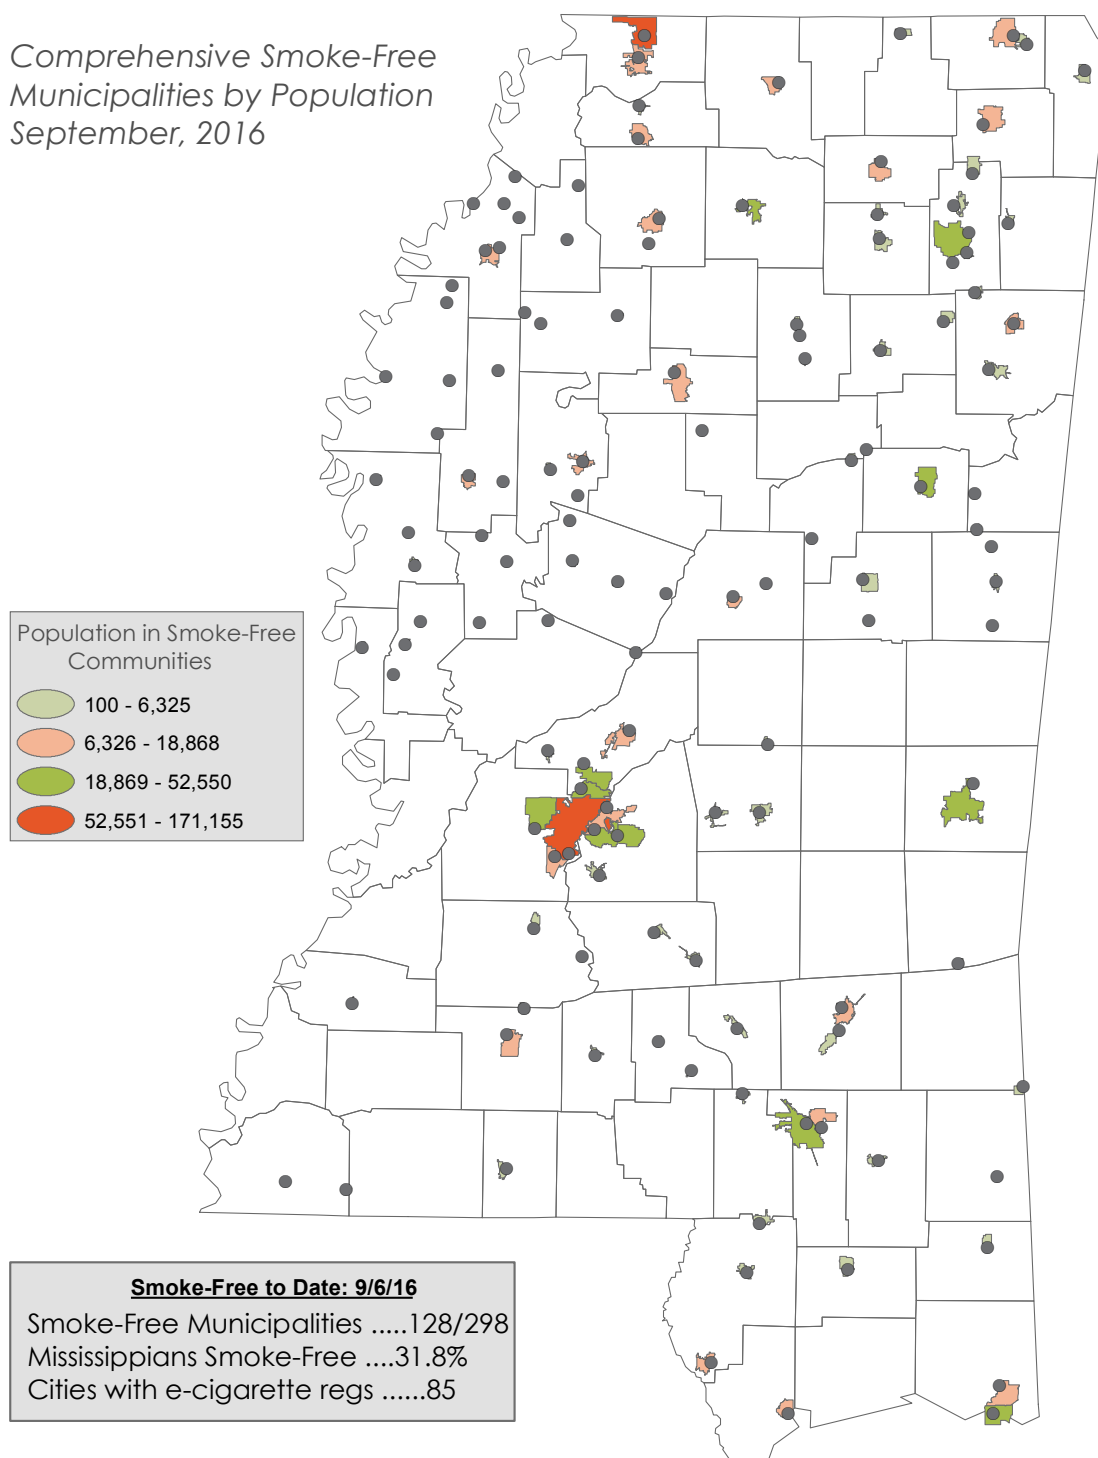 Comprehensive Smoke-Free
Municipalities by Population
September, 2016
Population in Smoke-Free
Communities
100 - 6,325
6,326 - 18,868
18,869 - 52,550
52,551 - 171,155
Smoke-Free to Date: 9/6/16
Smoke-Free Municipalities .....128/298
Mississippians Smoke-Free ....31.8%
Cities with e-cigarette regs ......85